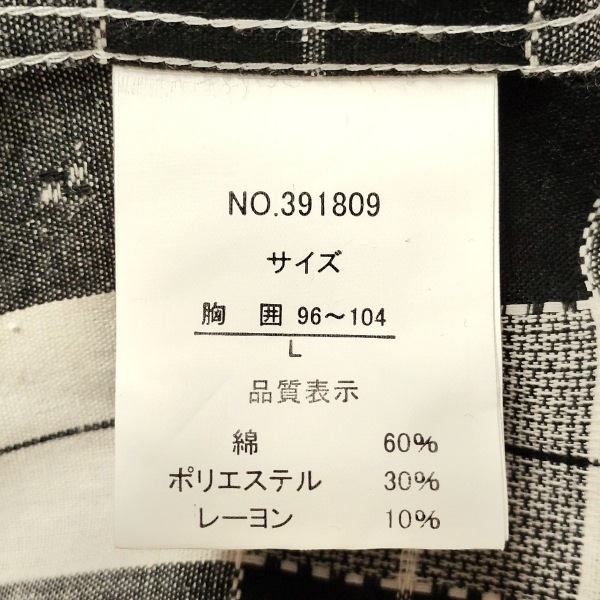 NO.391809
サイズ
胸 囲 96～104
L
品質表示
綿 60%
ポリエステル 30%
レーヨン 10%